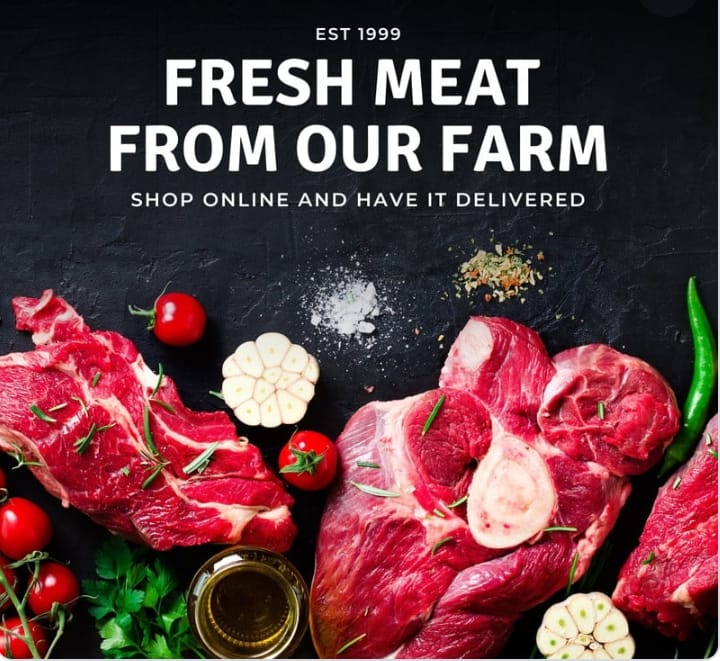 EST 1999
FRESH MEAT
FROM OUR FARM
SHOP ONLINE AND HAVE IT DELIVERED